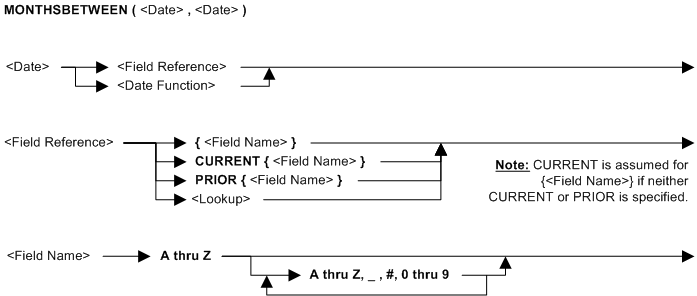 MONTHSBETWEEN ( <Date> , <Date> )
<Date> <Field Reference>
<Date Function>
<Field Reference> { <Field Name> }
CURRENT { <Field Name> }
PRIOR { <Field Name> }
<Lookup>
Note: CURRENT is assumed for
{<Field Name>} if neither
CURRENT or PRIOR is specified.
<Field Name> A thru Z
A thru Z, _ , #, 0 thru 9